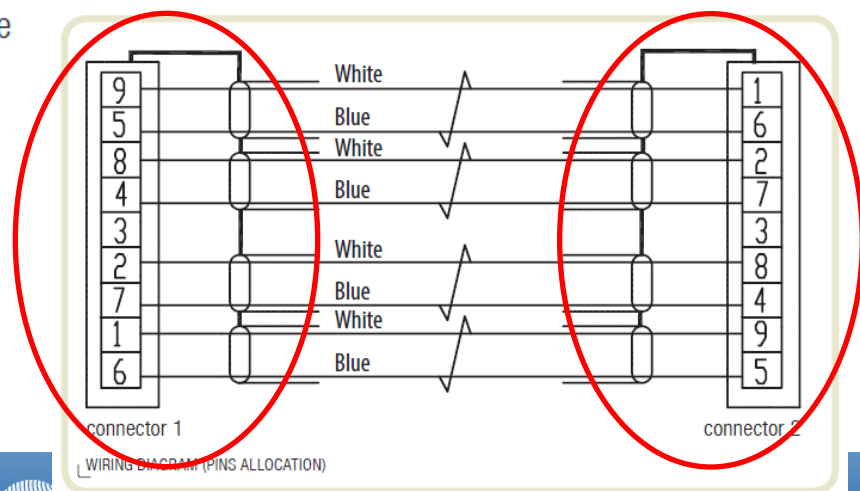 e
9 White 1
5 Blue 6
8 White 2
4 Blue 7
3 3
2 White 8
7 Blue 4
1 White 9
6 Blue 5
connector 1 connector 2
WIRING DIAGRAM (PINS ALLOCATION)